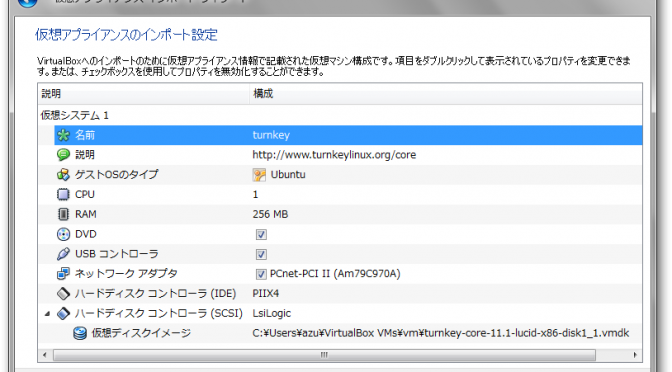 仮想アプライアンスのインポート設定
VirtualBoxへのインポートのために仮想アプライアンス情報で記載された仮想マシン構成です。項目をダブルクリックして表示されているプロパティを変更できま
す。または、チェックボックスを使用してプロパティを無効化することができます。
説明 構成
仮想システム 1
名前 turnkey
説明 http://www.turnkeylinux.org/core
ゲストOSのタイプ Ubuntu
CPU 1
RAM 256 MB
DVD
USB コントローラ
ネットワーク アダプタ PCnet-PCI II (Am79C970A)
ハードディスク コントローラ (IDE) PIIX4
ハードディスク コントローラ (SCSI) LsiLogic
仮想ディスクイメージ C:¥Users¥azu¥VirtualBox VMs¥vm¥turnkey-core-11.1-lucid-x86-disk1_1.vmdk